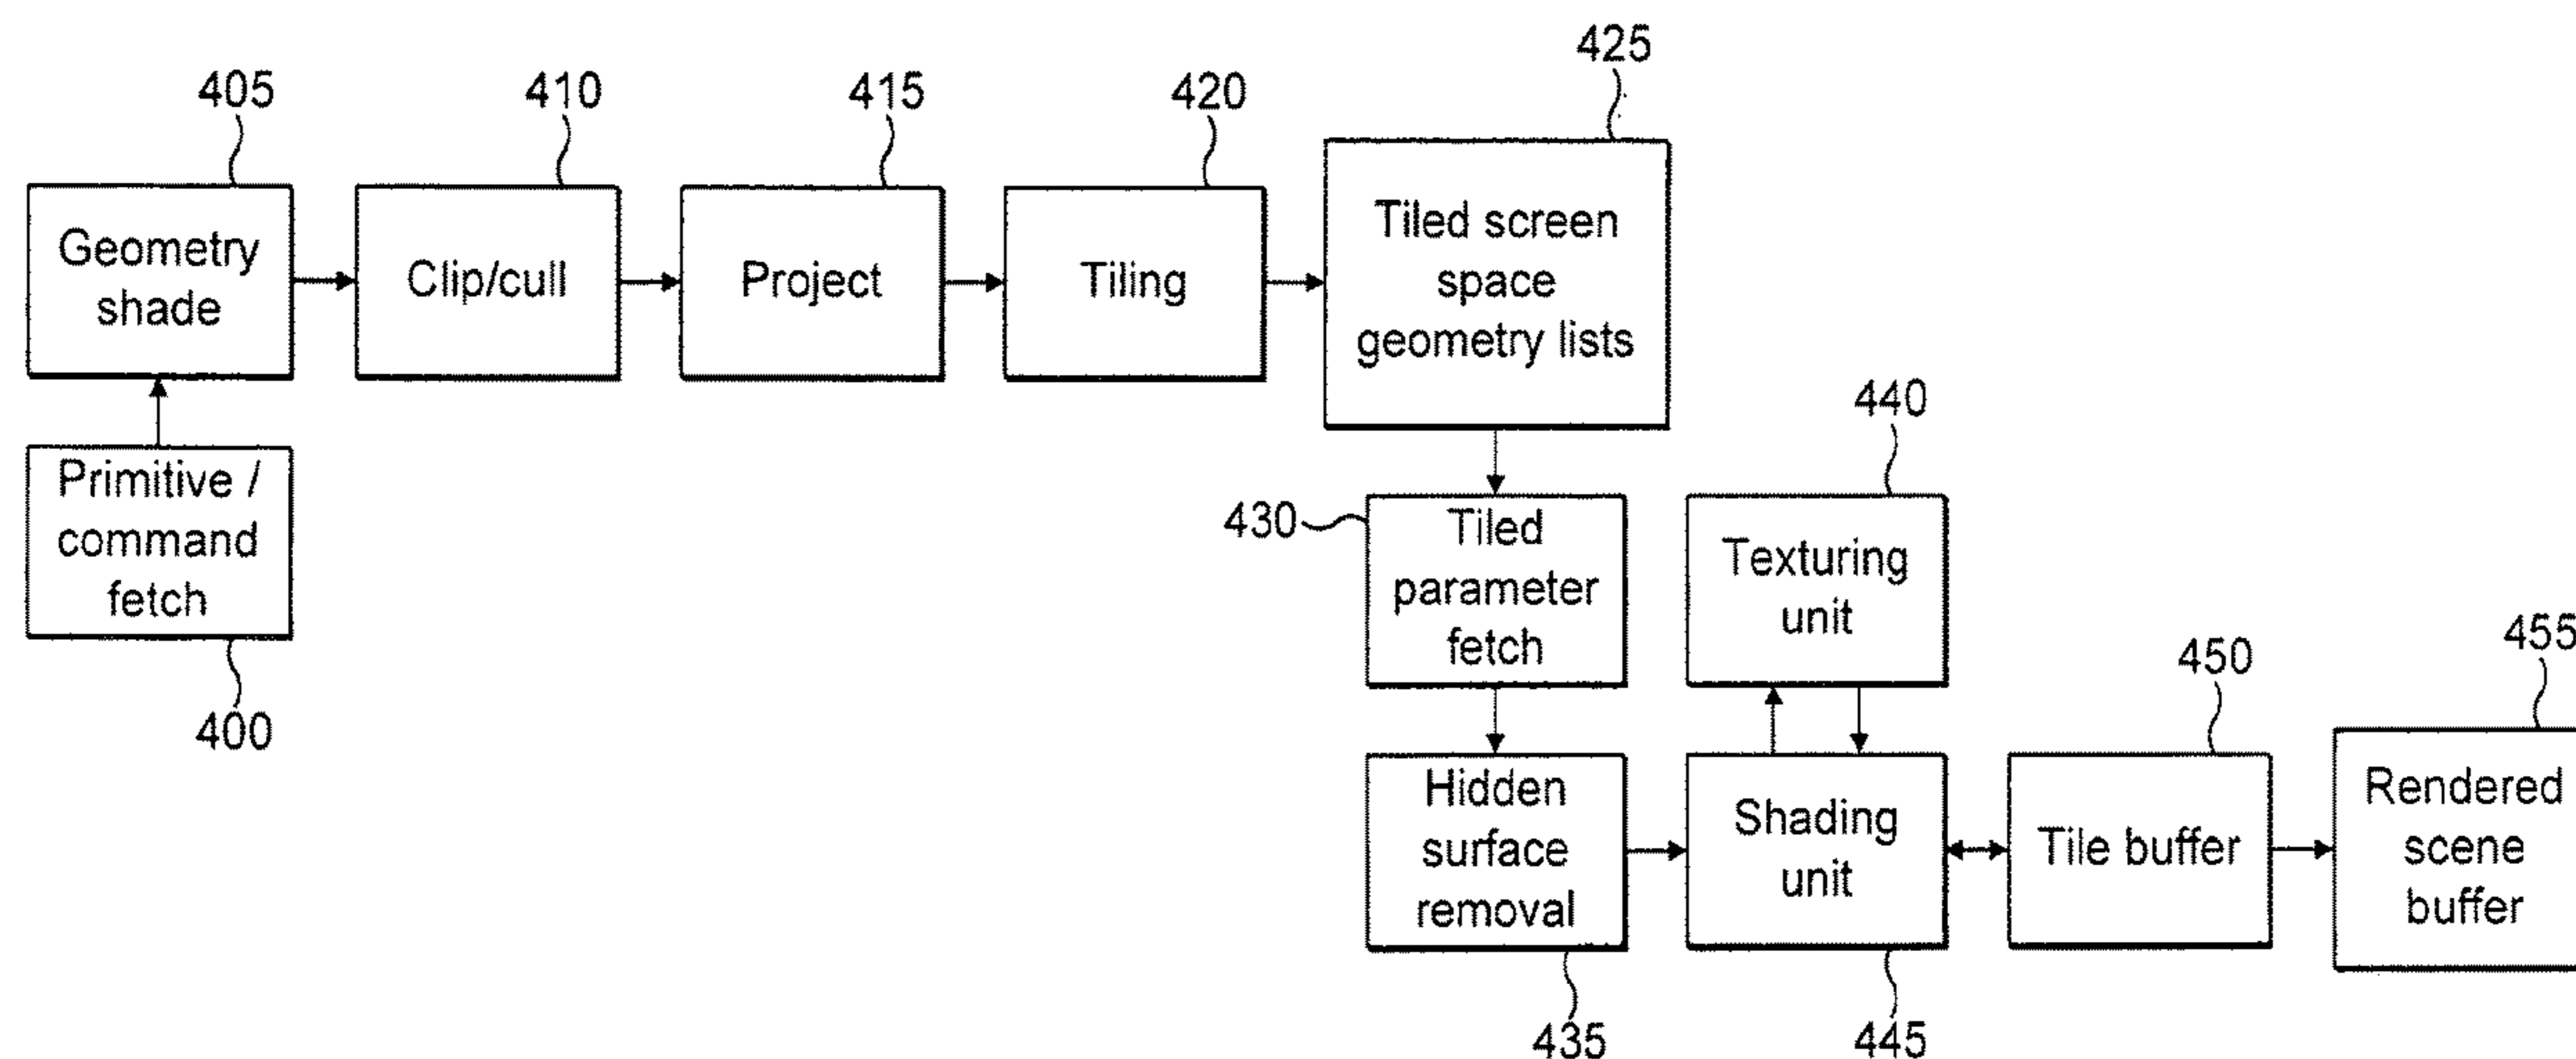 425
405
410
415
420
Geometry
shade
Clip/cull
Project
Tiling
Tiled screen
space
geometry lists
Primitive /
command
fetch
400
430
Tiled
parameter
fetch
440
Texturing
unit
450
455
Hidden
surface
removal
435
Shading
unit
445
Tile buffer
Rendered
scene
buffer